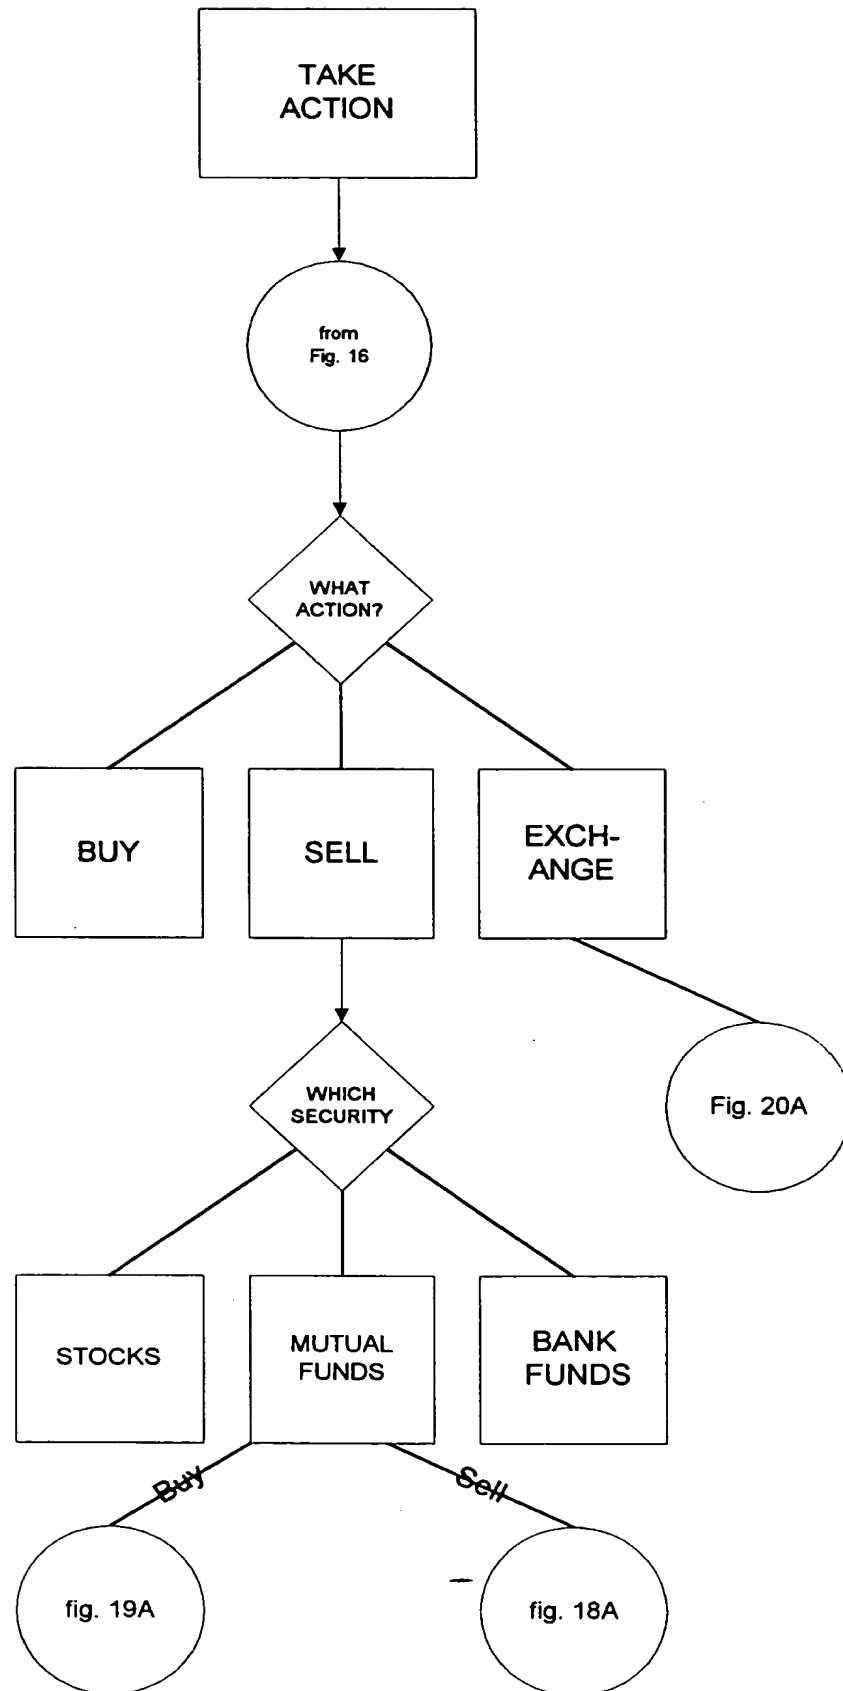 TAKE
ACTION
from
Fig. 16
WHAT
ACTION?
BUY
SELL
EXCH-
ANGE
WHICH
SECURITY
Fig. 20A
STOCKS
MUTUAL
FUNDS
BANK
FUNDS
Buy
Sell
fig. 19A
fig. 18A